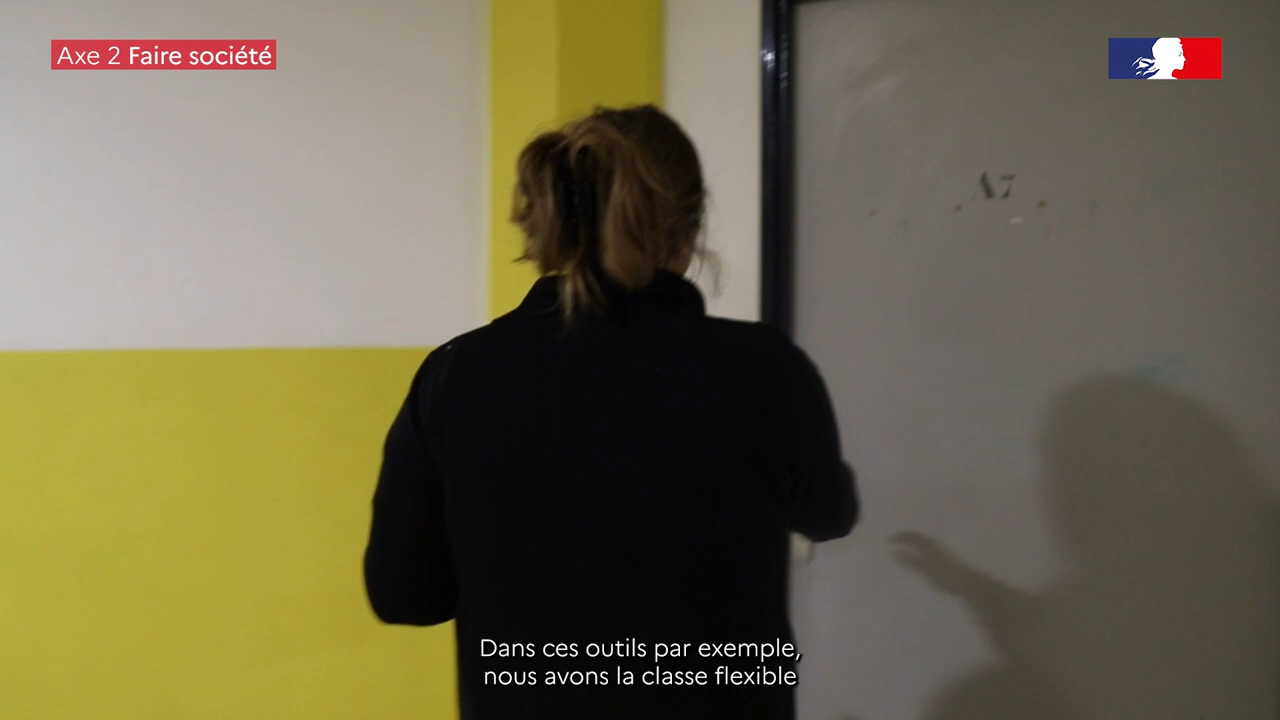 Axe 2 Faire société
A7
Dans ces outils par exemple,
nous avons la classe flexible